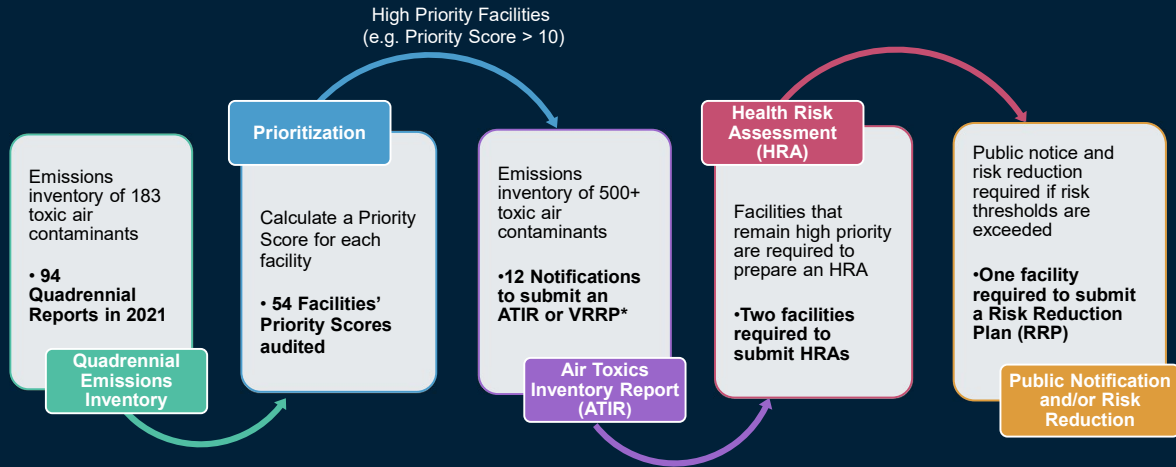 High Priority Facilities
(e.g. Priority Score > 10)
Emissions
inventory of 183
toxic air
contaminants
• 94
Quadrennial
Reports in 2021
Quadrennial
Emissions
Inventory
Prioritization
Calculate a Priority
Score for each
facility
• 54 Facilities’
Priority Scores
audited
Emissions
inventory of 500+
toxic air
contaminants
•12 Notifications
to submit an
ATIR or VRRP*
Air Toxics
Inventory Report
(ATIR)
Health Risk
Assessment
(HRA)
Facilities that
remain high priority
are required to
prepare an HRA
•Two facilities
required to
submit HRAs
Public notice and
risk reduction
required if risk
thresholds are
exceeded
•One facility
required to submit
a Risk Reduction
Plan (RRP)
Public Notification
and/or Risk
Reduction